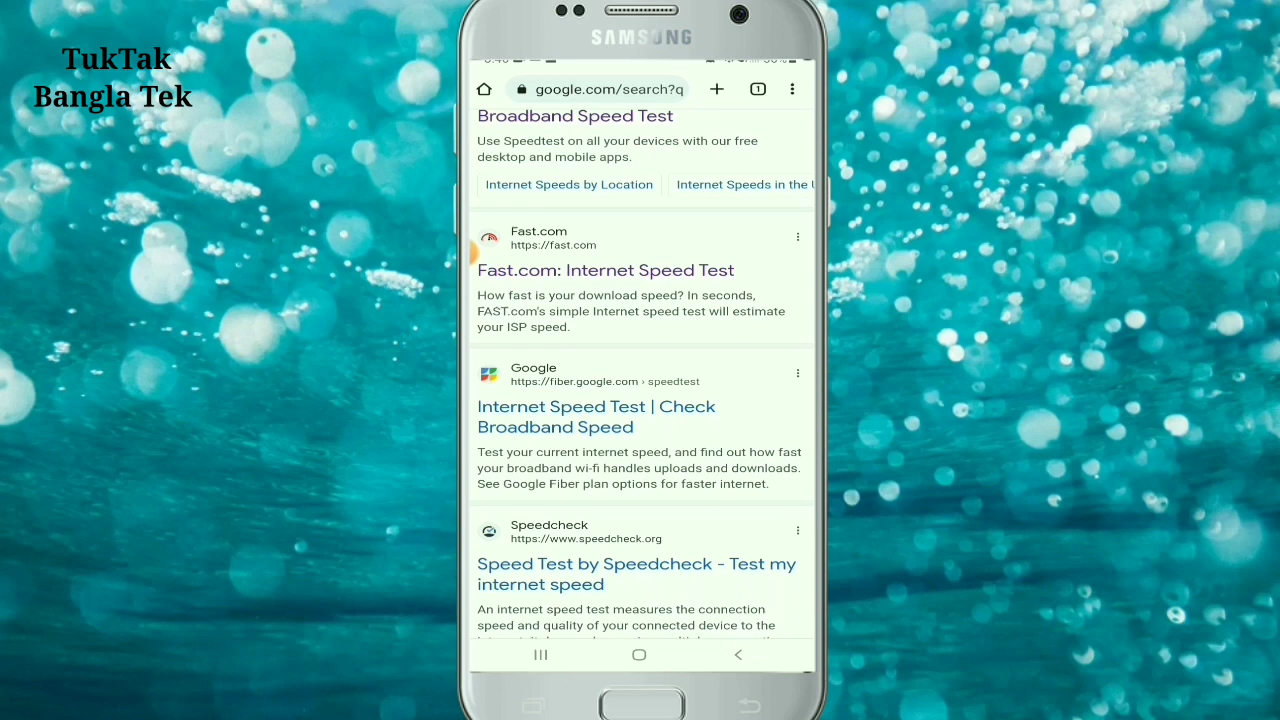 TukTak
Bangla Tek
SAMSUNG
google.com/search?q
1
Broadband Speed Test
Use Speedtest on all your devices with our free
desktop and mobile apps.
Internet Speeds by Location
Internet Speeds in the
Fast.com
https://fast.com
Fast.com: Internet Speed Test
How fast is your download speed? In seconds,
FAST.com's simple Internet speed test will estimate
your ISP speed.
Google
https://fiber.google.com › speedtest
Internet Speed Test | Check
Broadband Speed
Test your current internet speed, and find out how fast
your broadband wi-fi handles uploads and downloads.
See Google Fiber plan options for faster internet.
Speedcheck
https://www.speedcheck.org
Speed Test by Speedcheck - Test my
internet speed
An internet speed test measures the connection
speed and quality of your connected device to the